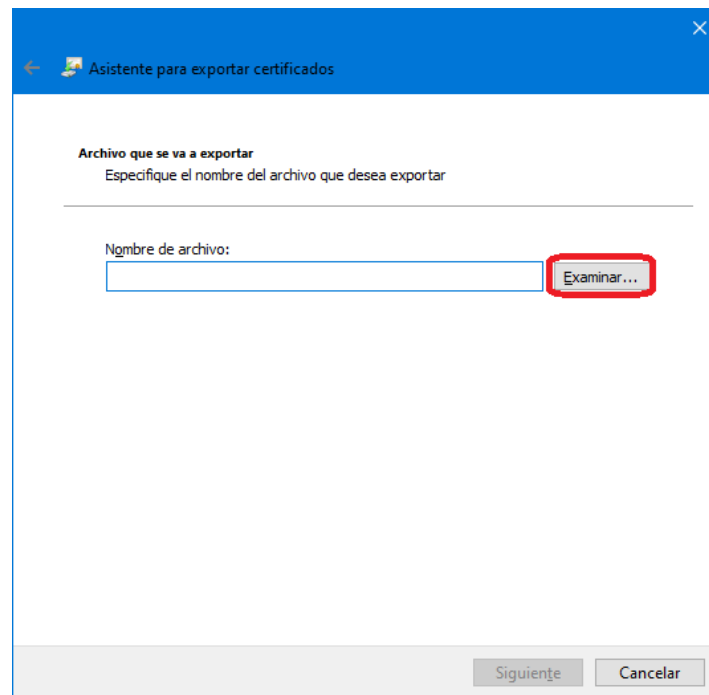 Asistente para exportar certificados
Archivo que se va a exportar
Especifique el nombre del archivo que desea exportar
Nombre de archivo:
Examinar...
Siguiente
Cancelar